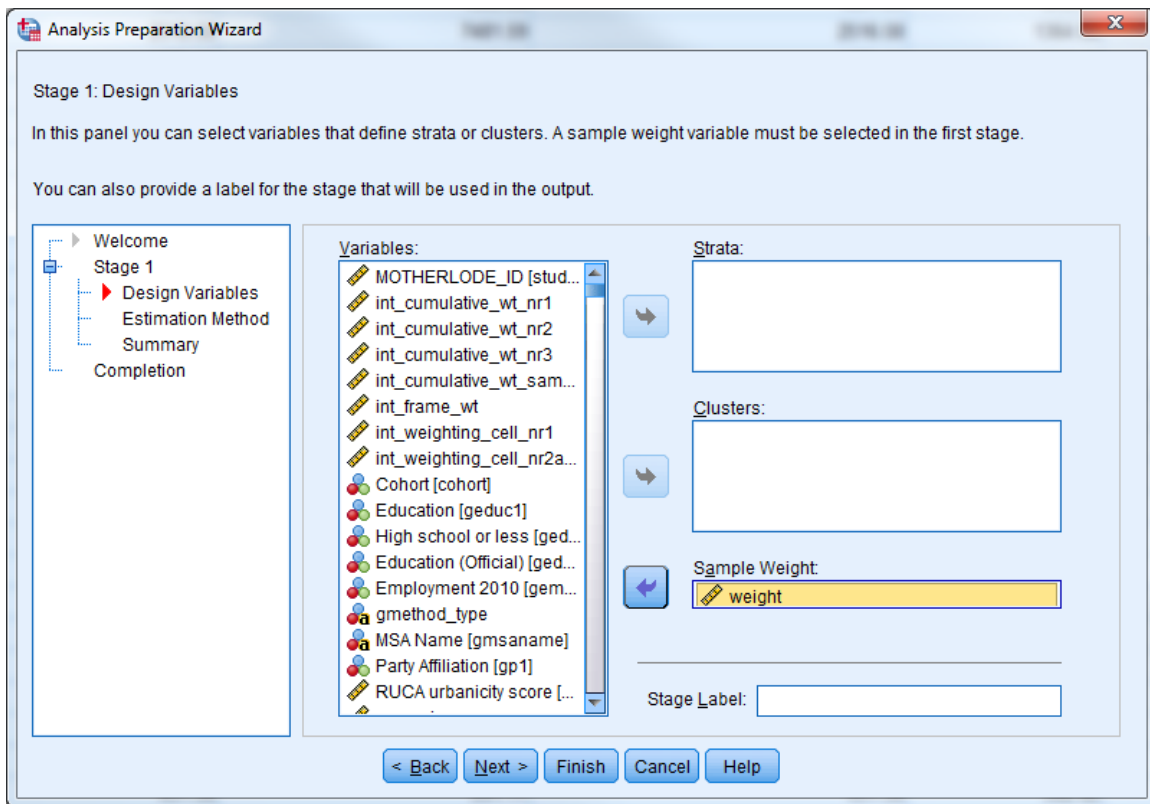 Analysis Preparation Wizard
Stage 1: Design Variables
In this panel you can select variables that define strata or clusters. A sample weight variable must be selected in the first stage.
You can also provide a label for the stage that will be used in the output.
Welcome
Stage 1
Design Variables
Estimation Method
Summary
Completion
Variables:
MOTHERLODE_ID [stud...
int_cumulative_wt_nr1
int_cumulative_wt_nr2
int_cumulative_wt_nr3
int_cumulative_wt_sam...
int_frame_wt
int_weighting_cell_nr1
int_weighting_cell_nr2a...
Cohort [cohort]
Education [geduc1]
High school or less [ged...
Education (Official) [ged...
Employment 2010 [gem...
gmethod_type
MSA Name [gmsaname]
Party Affiliation [gp1]
RUCA urbanicity score [...
Strata:
Clusters:
Sample Weight:
weight
Stage Label:
< Back Next > Finish Cancel Help